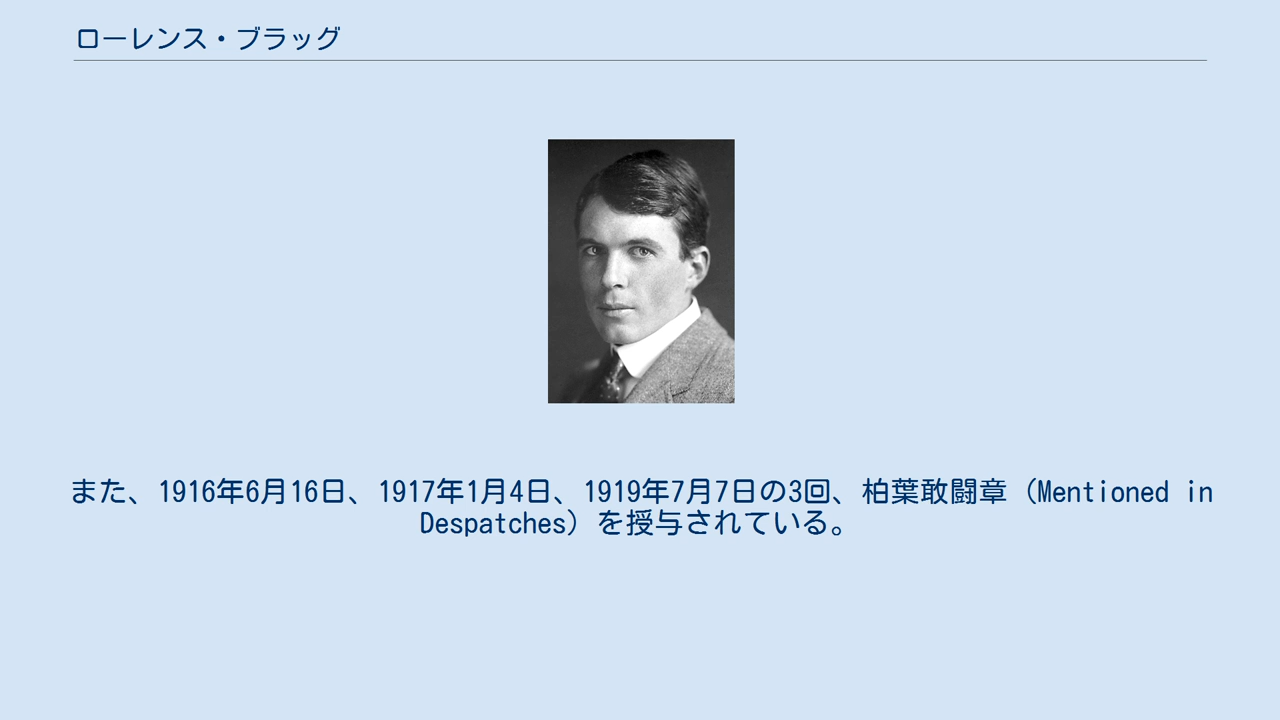 ローレンス・ブラッグ
また、1916年6月16日、1917年1月4日、1919年7月7日の3回、柏葉敢闘章（Mentioned in
Despatches）を授与されている。